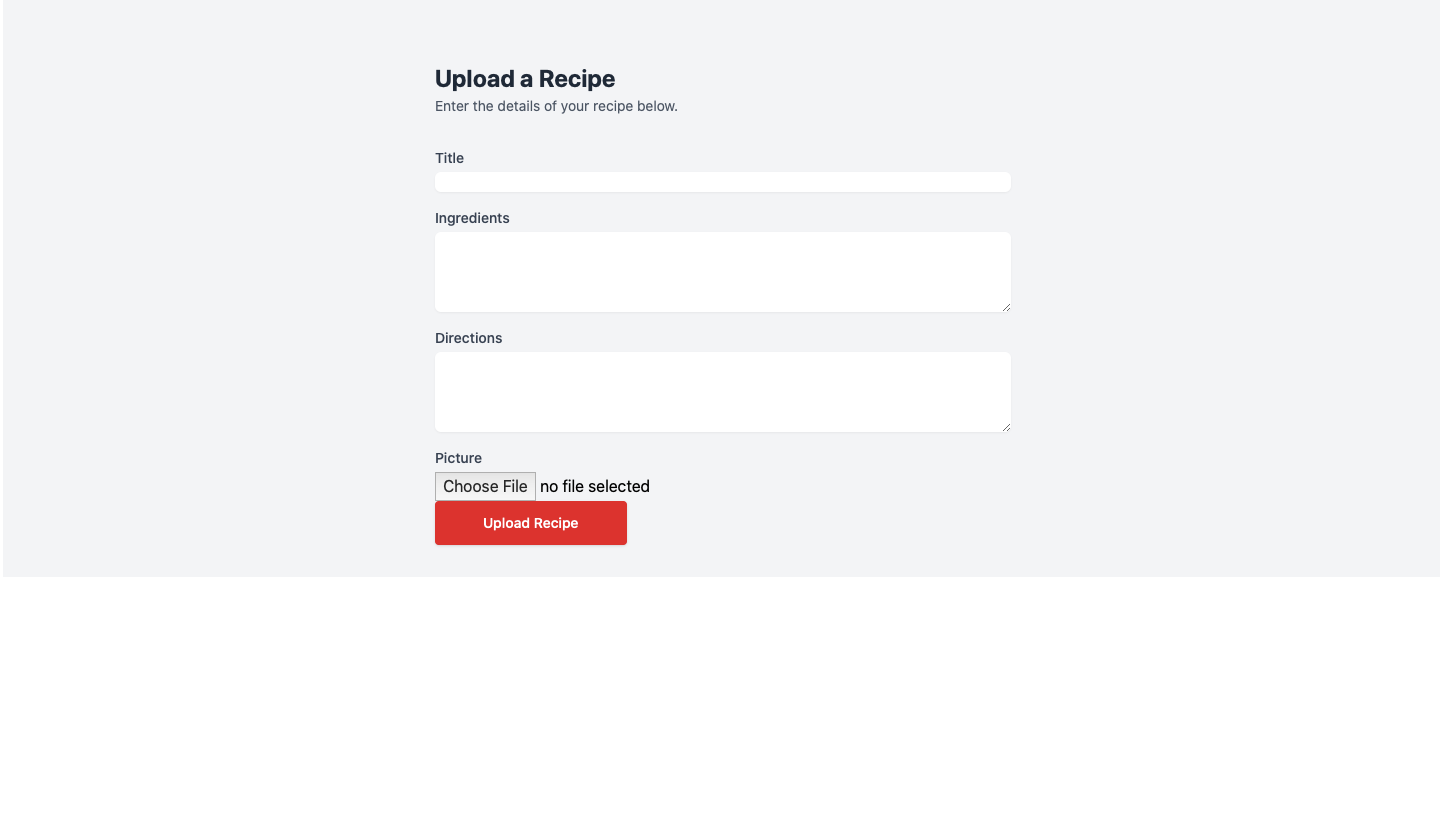 Upload a Recipe
Enter the details of your recipe below.
Title
Ingredients
Directions
Picture
Choose File no file selected
Upload Recipe